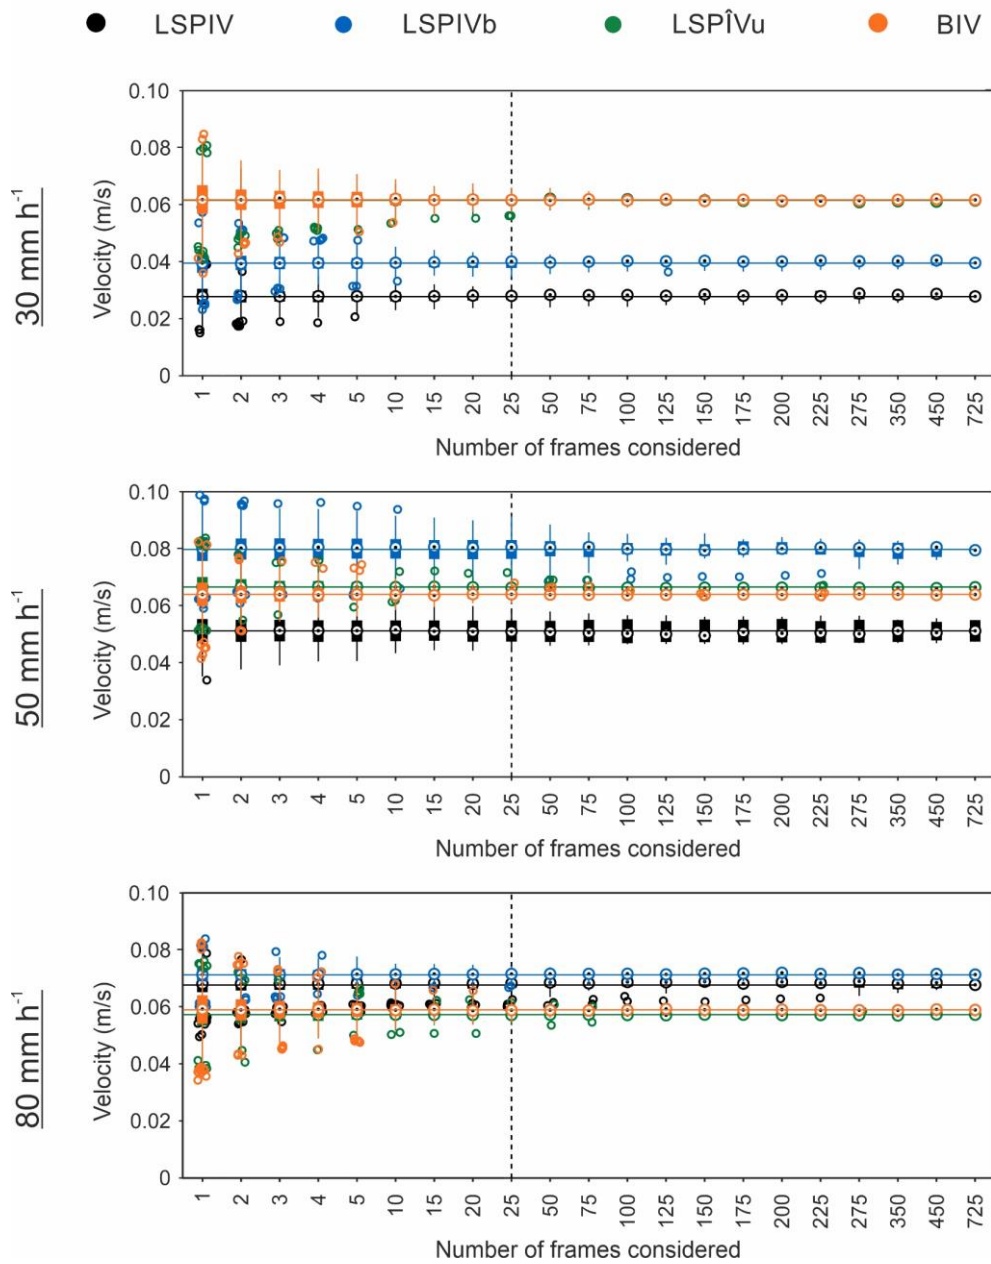 LSPIV LSPIVb LSPÎVu BIV
30 mm h-1
Velocity (m/s)
0.10
0.08
0.06
0.04
0.02
0
1 2 3 4 5 10 15 20 25 50 75 100 125 150 175 200 225 275 350 450 725
Number of frames considered
50 mm h-1
Velocity (m/s)
0.10
0.08
0.06
0.04
0.02
0
1 2 3 4 5 10 15 20 25 50 75 100 125 150 175 200 225 275 350 450 725
Number of frames considered
80 mm h-1
Velocity (m/s)
0.10
0.08
0.06
0.04
0.02
0
1 2 3 4 5 10 15 20 25 50 75 100 125 150 175 200 225 275 350 450 725
Number of frames considered